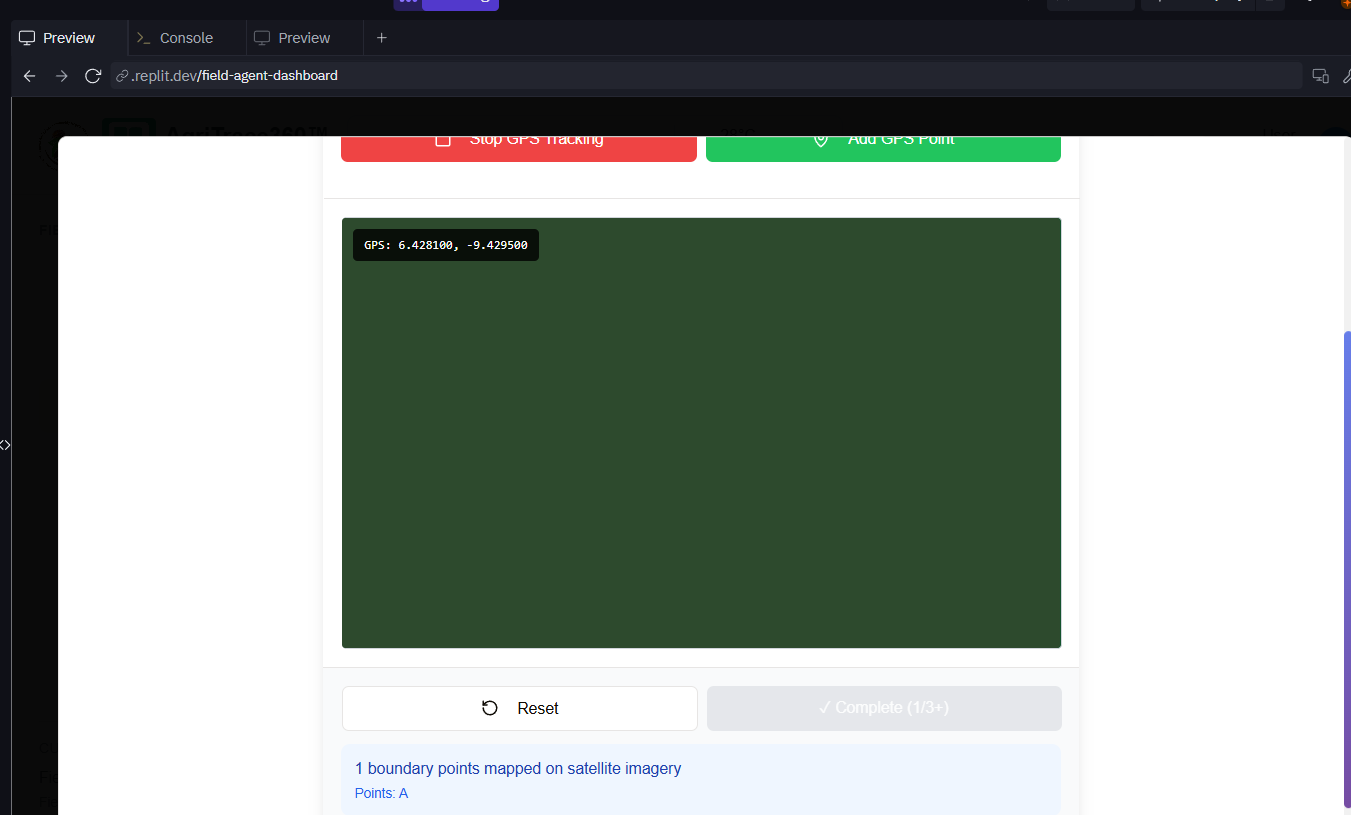 Preview
Console
Preview
.replit.dev/field-agent-dashboard
Stop GPS Tracking
Add GPS Point
GPS: 6.428100, -9.429500
Reset
✓ Complete (1/3+)
1 boundary points mapped on satellite imagery
Points: A